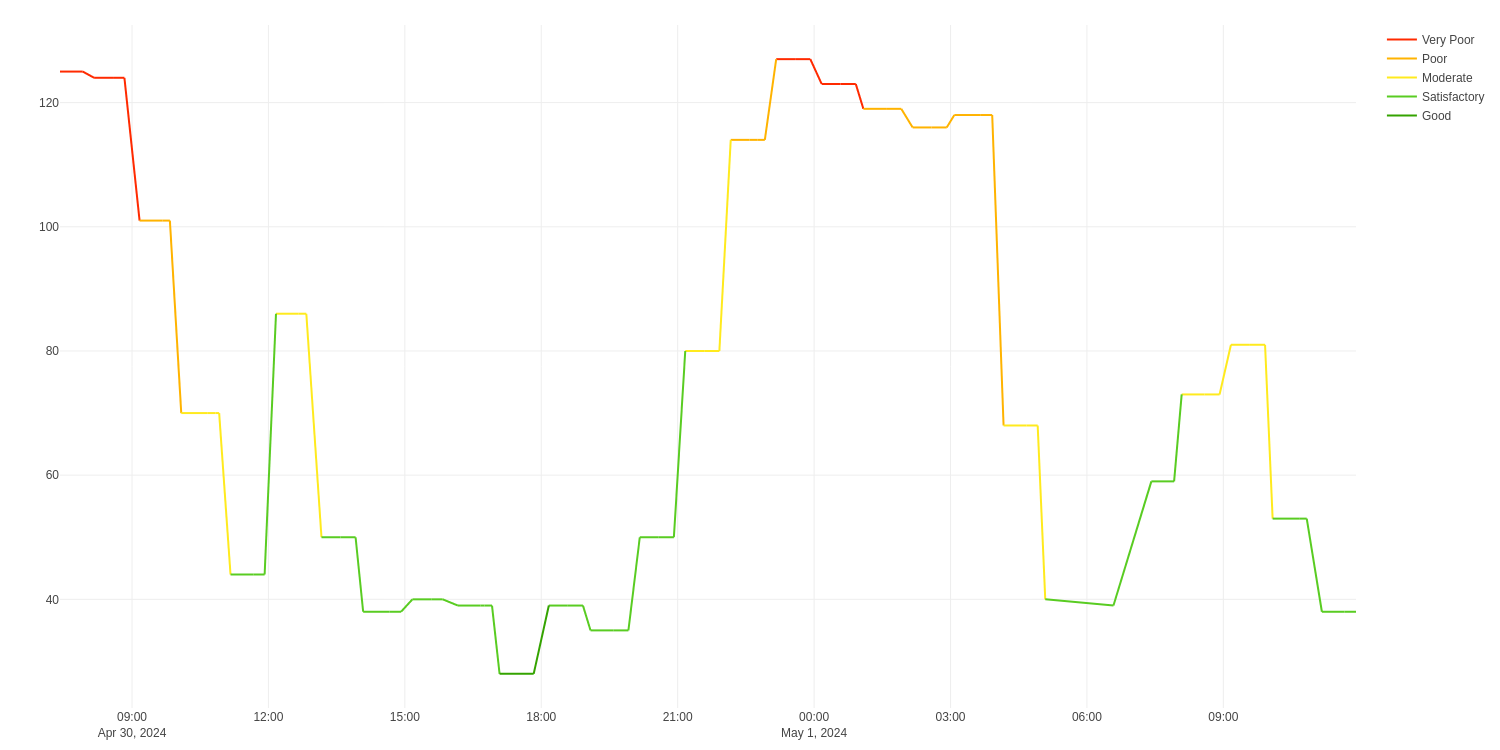 120
100
80
60
40
09:00
12:00
15:00
18:00
21:00
00:00
03:00
06:00
09:00
Apr 30, 2024
May 1, 2024
Very Poor
Poor
Moderate
Satisfactory
Good